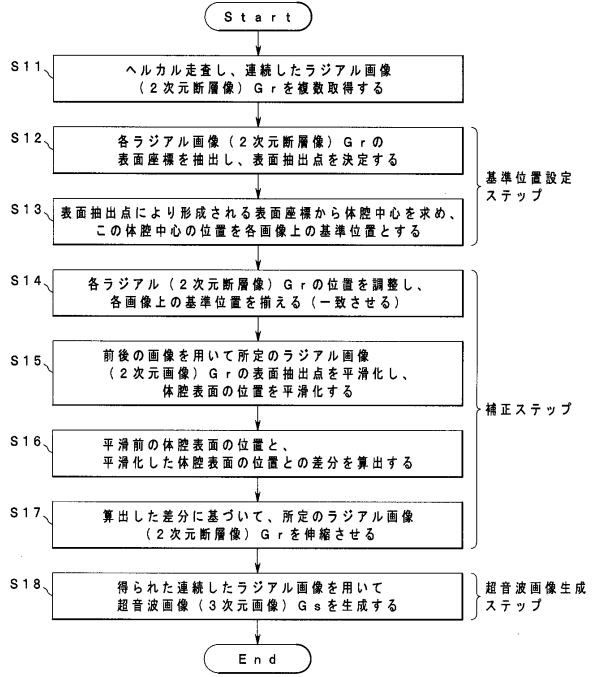 Start
S11
ヘルカル走査し、連続したラジアル画像
(2次元断層像) Grを複数取得する
S12
各ラジアル画像 (2次元断層像) Grの
表面座標を抽出し、表面抽出点を決定する
S13
表面抽出点により形成される表面座標から体腔中心を求め、
この体腔中心の位置を各画像上の基準位置とする
基準位置設定
ステップ
S14
各ラジアル (2次元断層像) Grの位置を調整し、
各画像上の基準位置を揃える (一致させる)
S15
前後の画像を用いて所定のラジアル画像
(2次元画像) Grの表面抽出点を平滑化し、
体腔表面の位置を平滑化する
S16
平滑前の体腔表面の位置と、
平滑化した体腔表面の位置との差分を算出する
S17
算出した差分に基づいて、所定のラジアル画像
(2次元断層像) Grを伸縮させる
補正ステップ
S18
得られた連続したラジアル画像を用いて
超音波画像 (3次元画像) Gsを生成する
超音波画像生成
ステップ
End